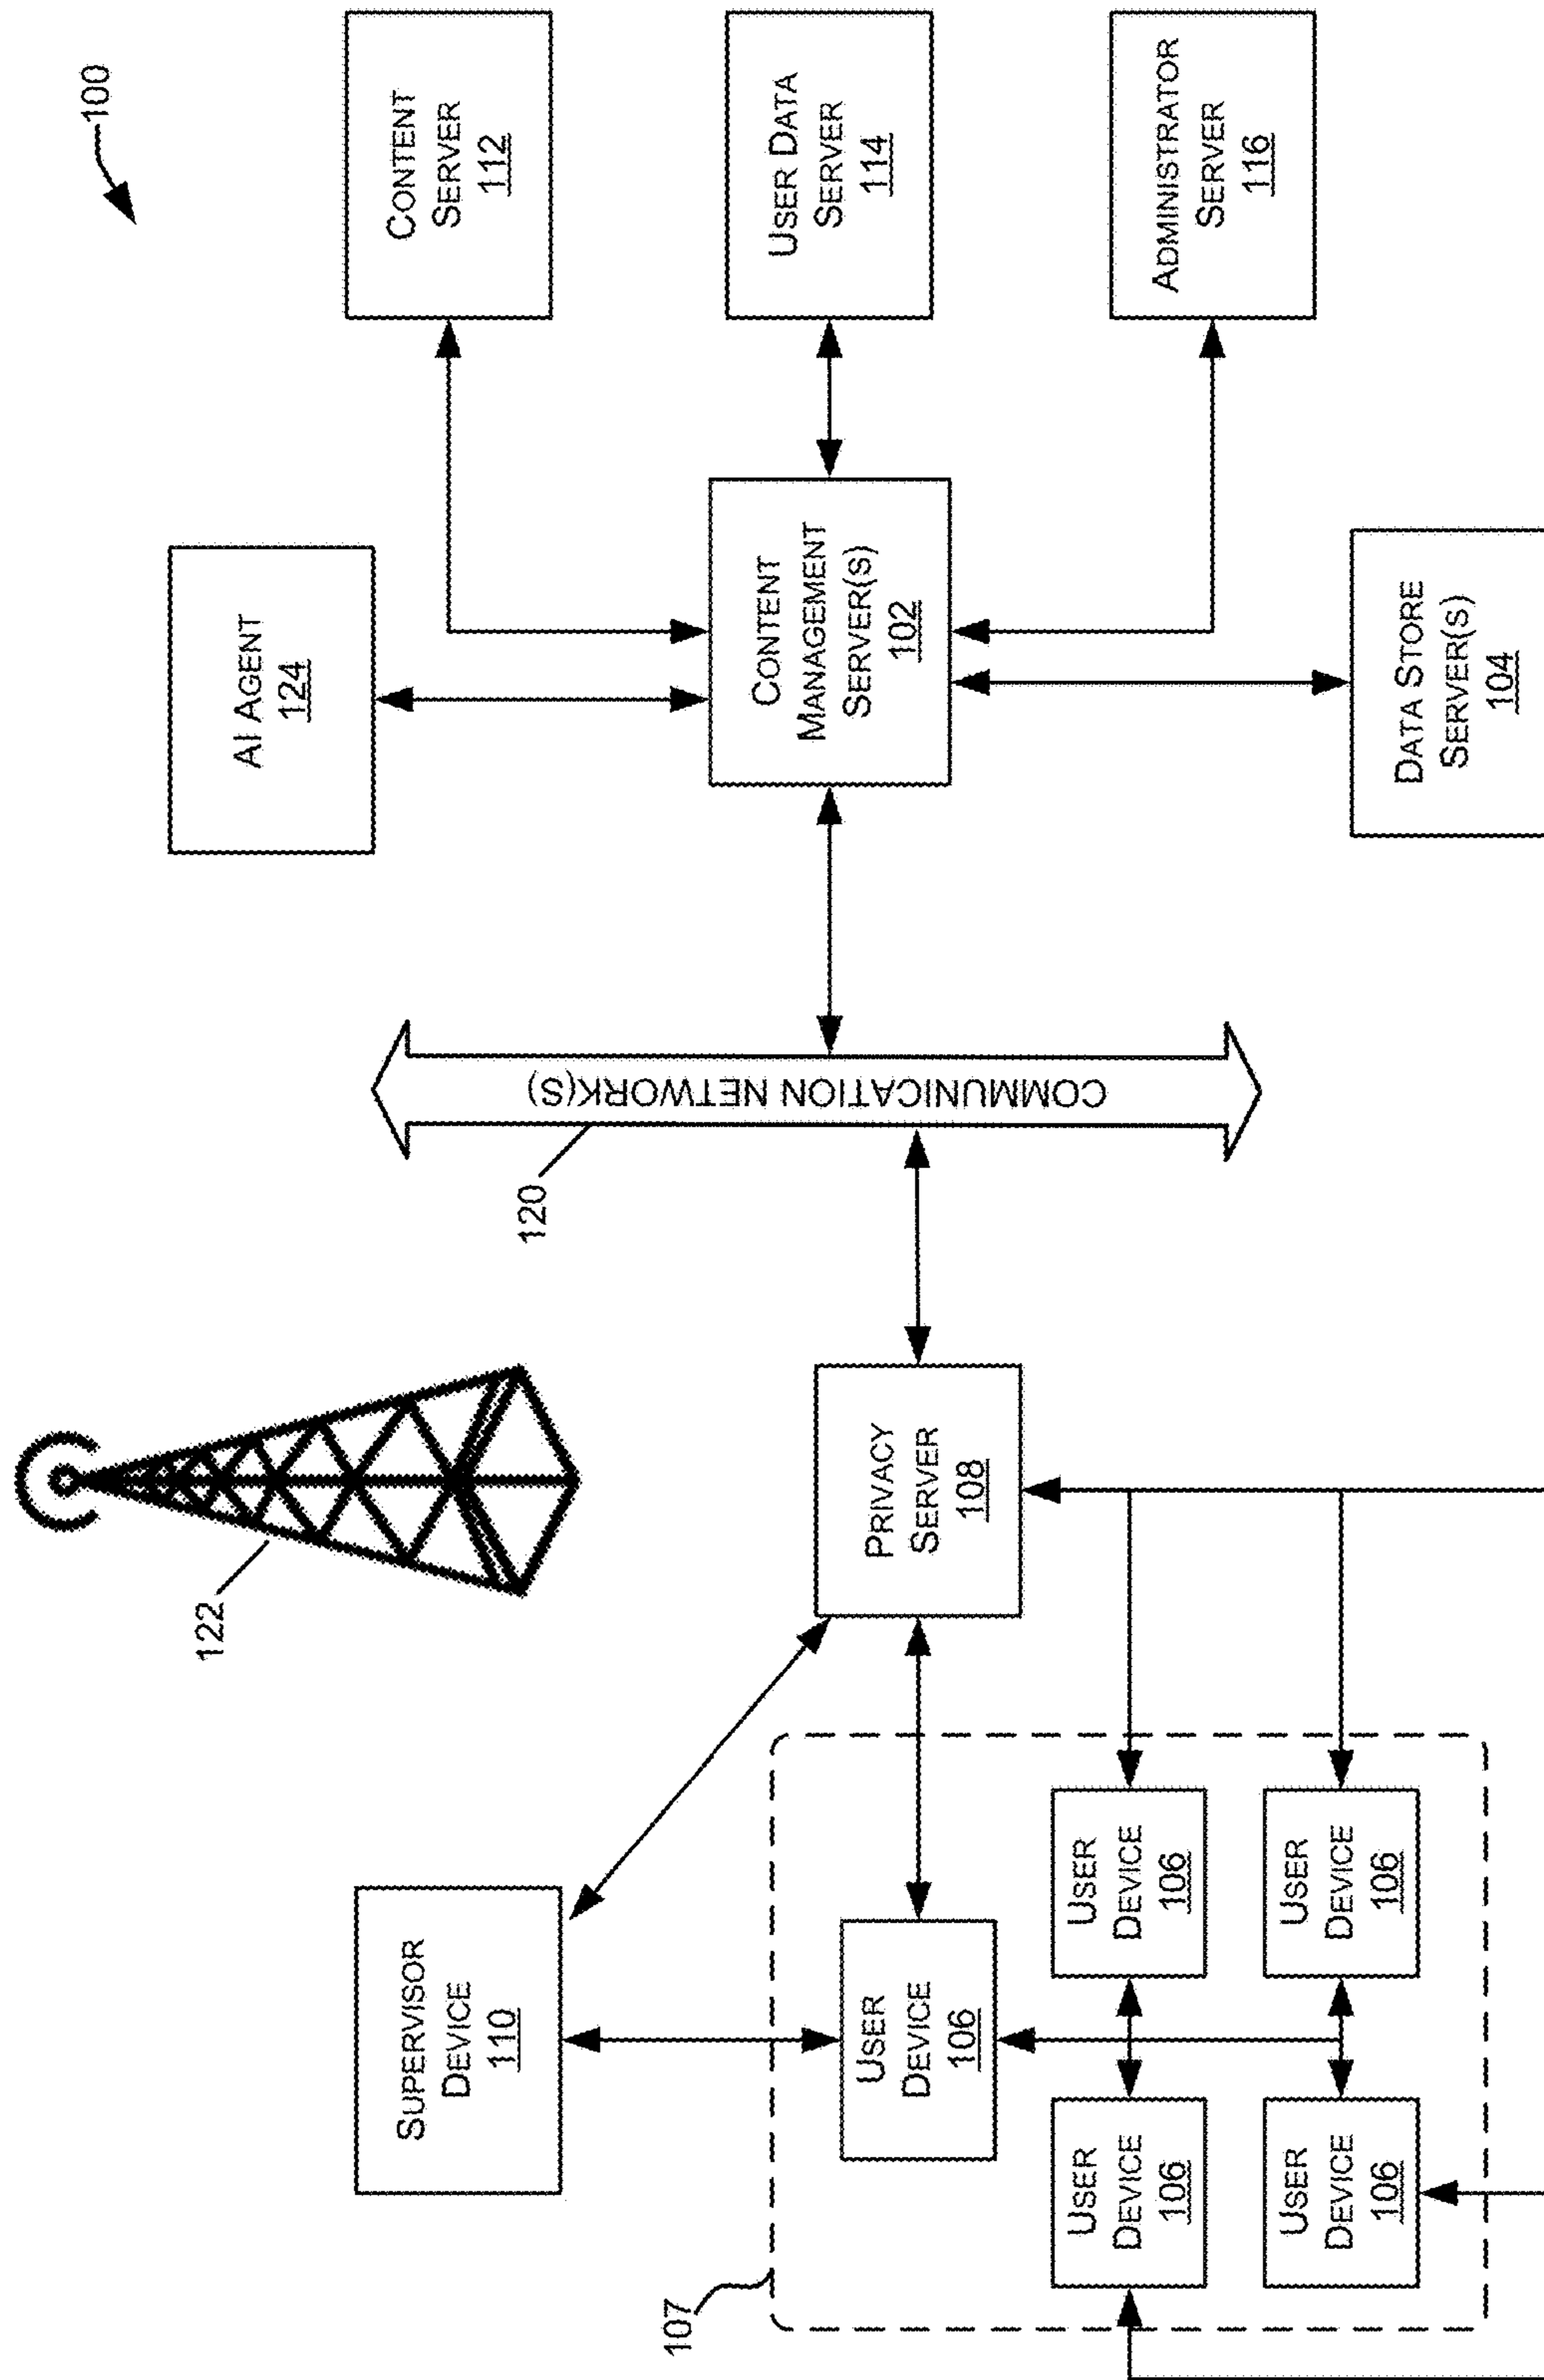 100
122
120
107
SUPERVISOR
DEVICE
110
PRIVACY
SERVER
108
COMMUNICATION NETWORK(S)
AI AGENT
124
CONTENT
SERVER
112
CONTENT
MANAGEMENT
SERVER(S)
102
USER DATA
SERVER
114
ADMINISTRATOR
SERVER
116
DATA STORE
SERVER(S)
104
USER
DEVICE
106
USER
DEVICE
106
USER
DEVICE
106
USER
DEVICE
106
USER
DEVICE
106